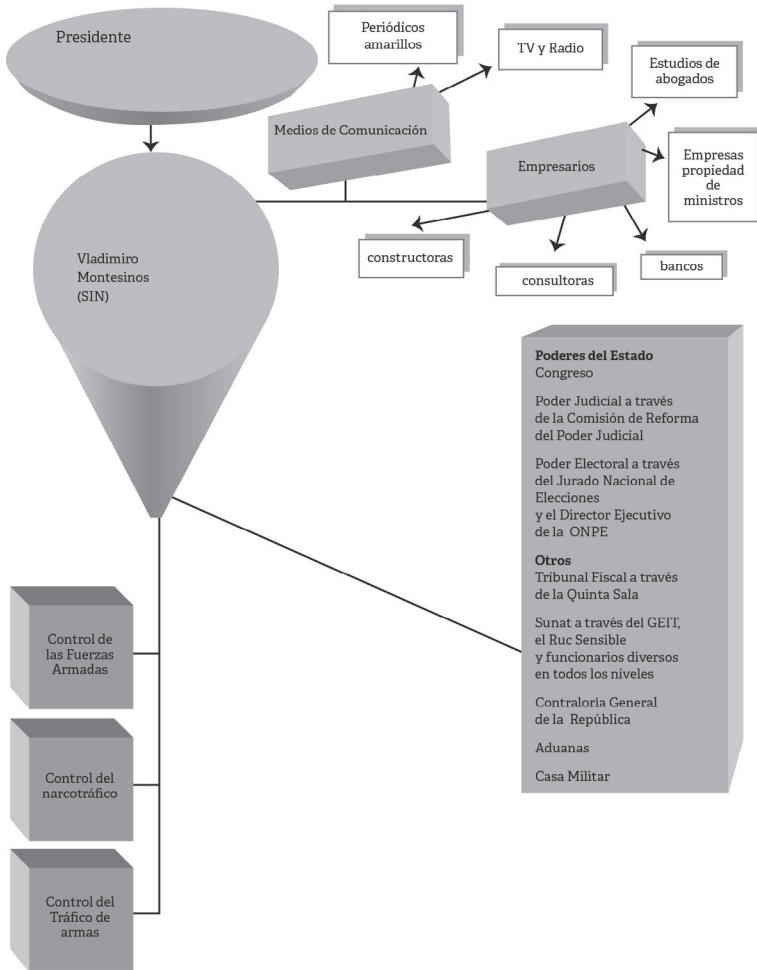 Presidente
Periódicos
amarillos
TV y Radio
Medios de Comunicación
Estudios de
abogados
Empresarios
Empresas
propiedad
de
ministros
constructoras
consultoras
bancos
Vladimiro
Montesinos
(SIN)
Poderes del Estado
Congreso
Poder Judicial a través
de la Comisión de Reforma
del Poder Judicial
Poder Electoral a través
del Jurado Nacional de
Elecciones
y el Director Ejecutivo
de la ONPE
Otros
Tribunal Fiscal a través
de la Quinta Sala
Sunat a través del GEIT,
el Ruc Sensible
y funcionarios diversos
en todos los niveles
Contraloría General
de la República
Aduanas
Casa Militar
Control de
las Fuerzas
Armadas
Control del
narcotráfico
Control del
Tráfico de
armas